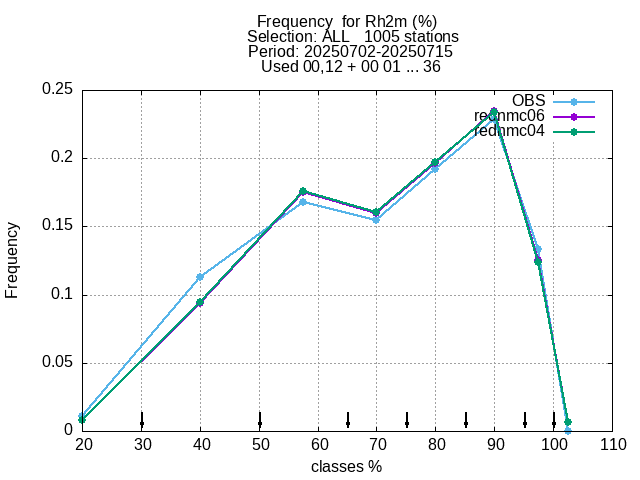 Frequency  for Rh2m (%)
Selection: ALL   1005 stations
Period: 20250702-20250715
Used 00,12 + 00 01 ... 36
OBS
rednmc06
rednmc04
0.25
0.2
0.15
0.1
0.05
0
Frequency
20 30 40 50 60 70 80 90 100 110
classes %